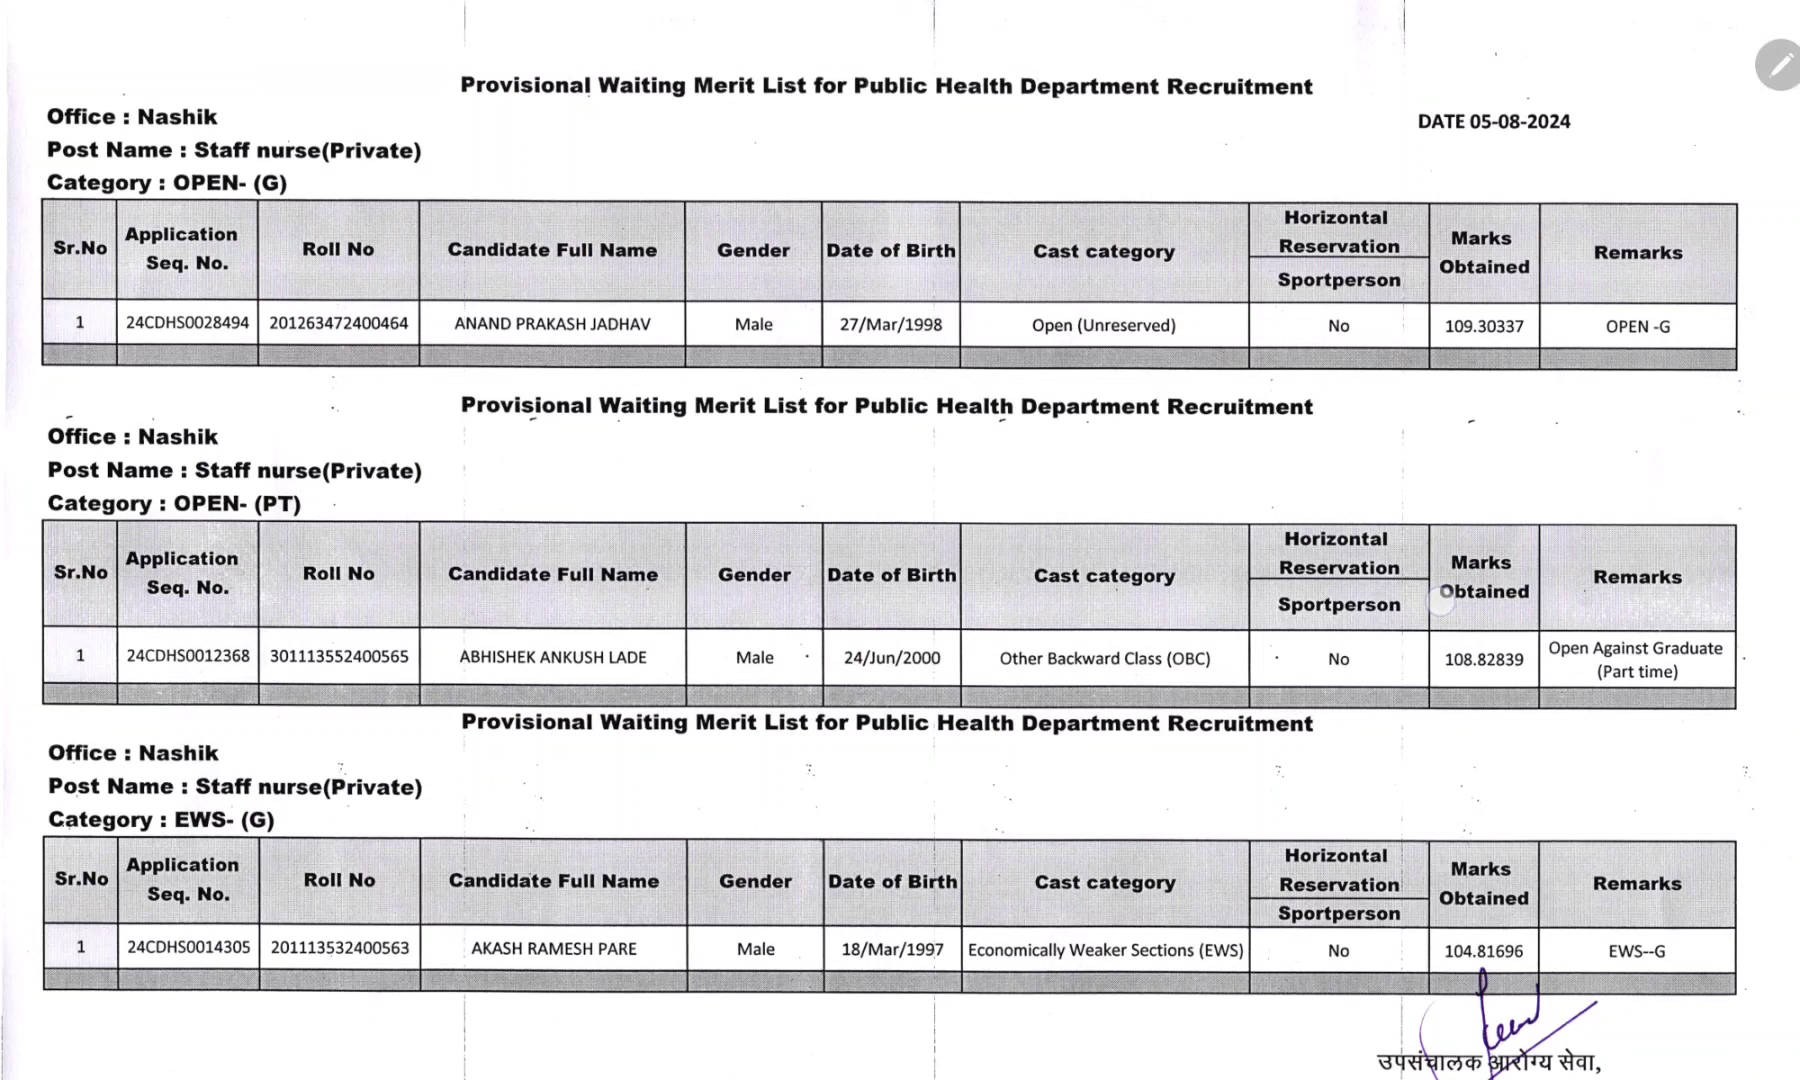 Provisional Waiting Merit List for Public Health Department Recruitment
Office : Nashik
DATE 05-08-2024
Post Name : Staff nurse(Private)
Category : OPEN- (G)
Sr.No Application Seq. No. Roll No Candidate Full Name Gender Date of Birth Cast category Horizontal Reservation Sportperson Marks Obtained Remarks
1 24CDHS0028494 201263472400464 ANAND PRAKASH JADHAV Male 27/Mar/1998 Open (Unreserved) No 109.30337 OPEN -G
Provisional Waiting Merit List for Public Health Department Recruitment
Office : Nashik
Post Name : Staff nurse(Private)
Category : OPEN- (PT)
Sr.No Application Seq. No. Roll No Candidate Full Name Gender Date of Birth Cast category Horizontal Reservation Sportperson Marks Obtained Remarks
1 24CDHS0012368 301113552400565 ABHISHEK ANKUSH LADE Male 24/Jun/2000 Other Backward Class (OBC) No 108.82839 Open Against Graduate (Part time)
Provisional Waiting Merit List for Public Health Department Recruitment
Office : Nashik
Post Name : Staff nurse(Private)
Category : EWS- (G)
Sr.No Application Seq. No. Roll No Candidate Full Name Gender Date of Birth Cast category Horizontal Reservation Sportperson Marks Obtained Remarks
1 24CDHS0014305 201113532400563 AKASH RAMESH PARE Male 18/Mar/1997 Economically Weaker Sections (EWS) No 104.81696 EWS--G
उपसंचालक आरोग्य सेवा,